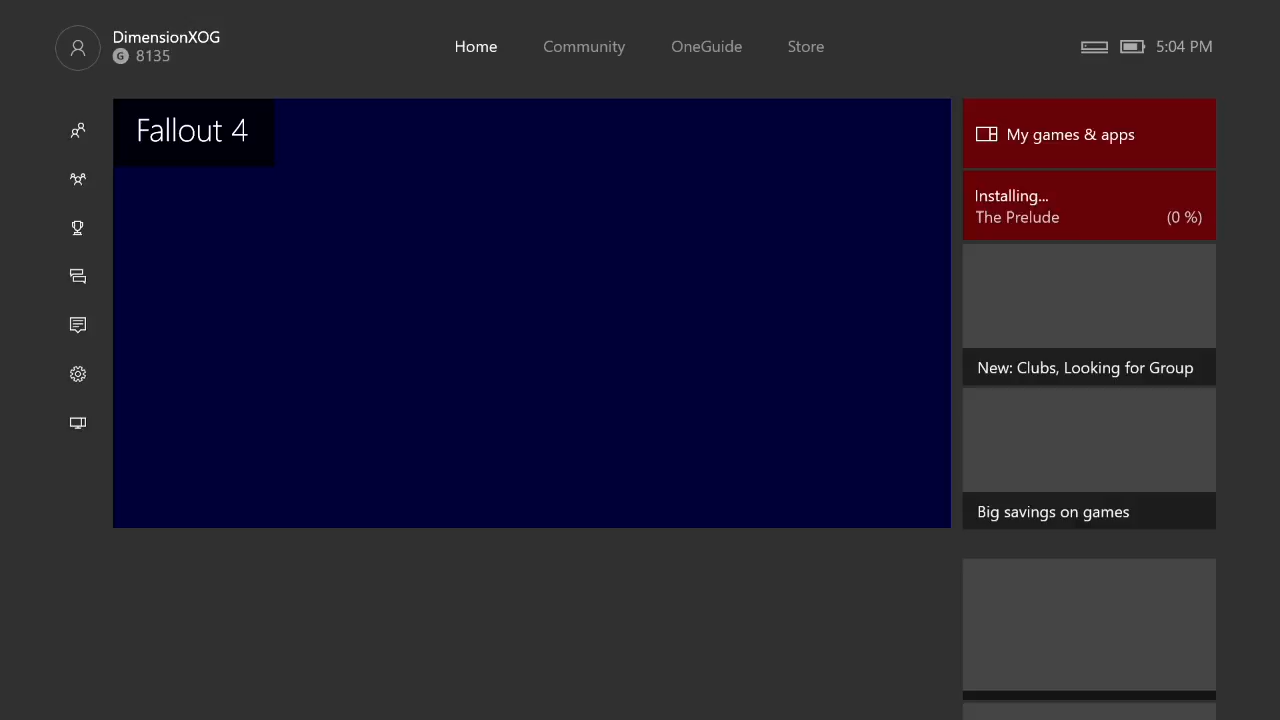 DimensionXOG
G 8135
Home
Community
OneGuide
Store
5:04 PM
Fallout 4
My games & apps
Installing...
The Prelude
(0 %)
New: Clubs, Looking for Group
Big savings on games